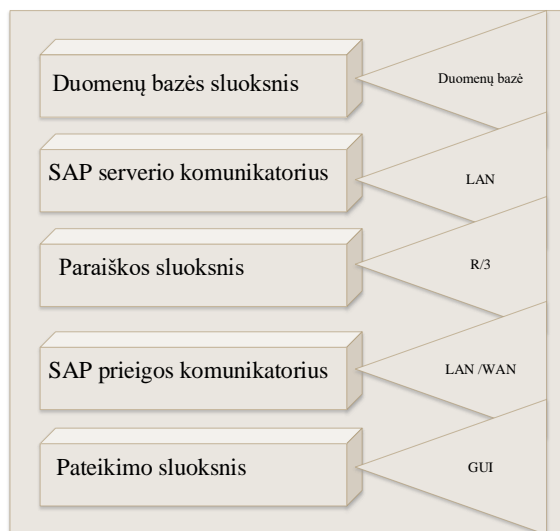 Duomenų bazės sluoksnis
Duomenų bazė
SAP serverio komunikatorius
LAN
Paraiškos sluoksnis
R/3
SAP prieigos komunikatorius
LAN /WAN
Pateikimo sluoksnis
GUI